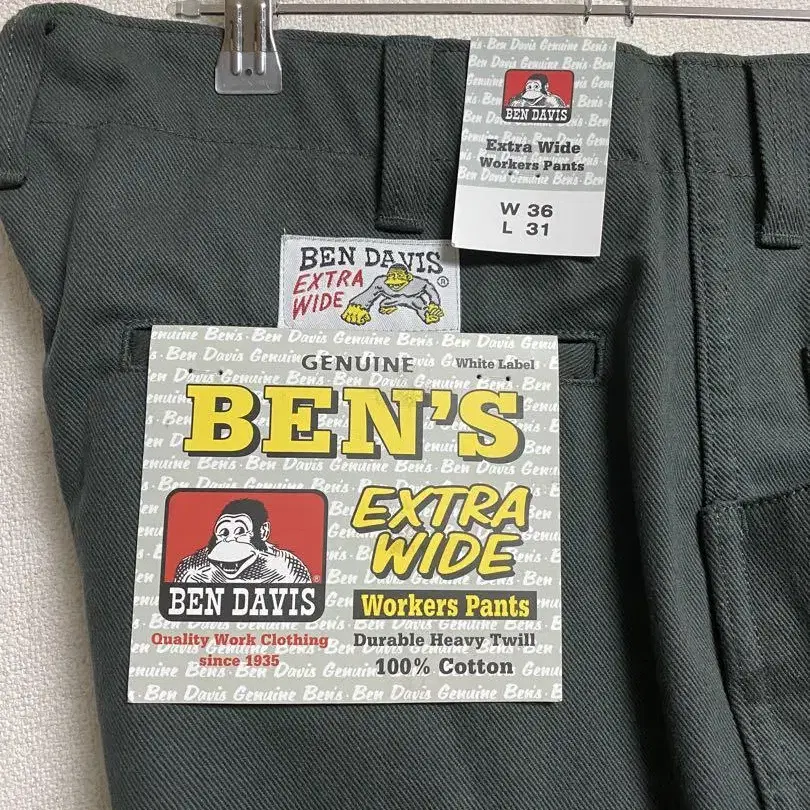 BEN DAVIS
Extra Wide
Workers Pants
W 36
L 31
BEN DAVIS
EXTRA
WIDE
®
GENUINE
White Label
BEN'S
EXTRA
WIDE
BEN DAVIS
®
Workers Pants
Quality Work Clothing
since 1935
Durable Heavy Twill
100% Cotton